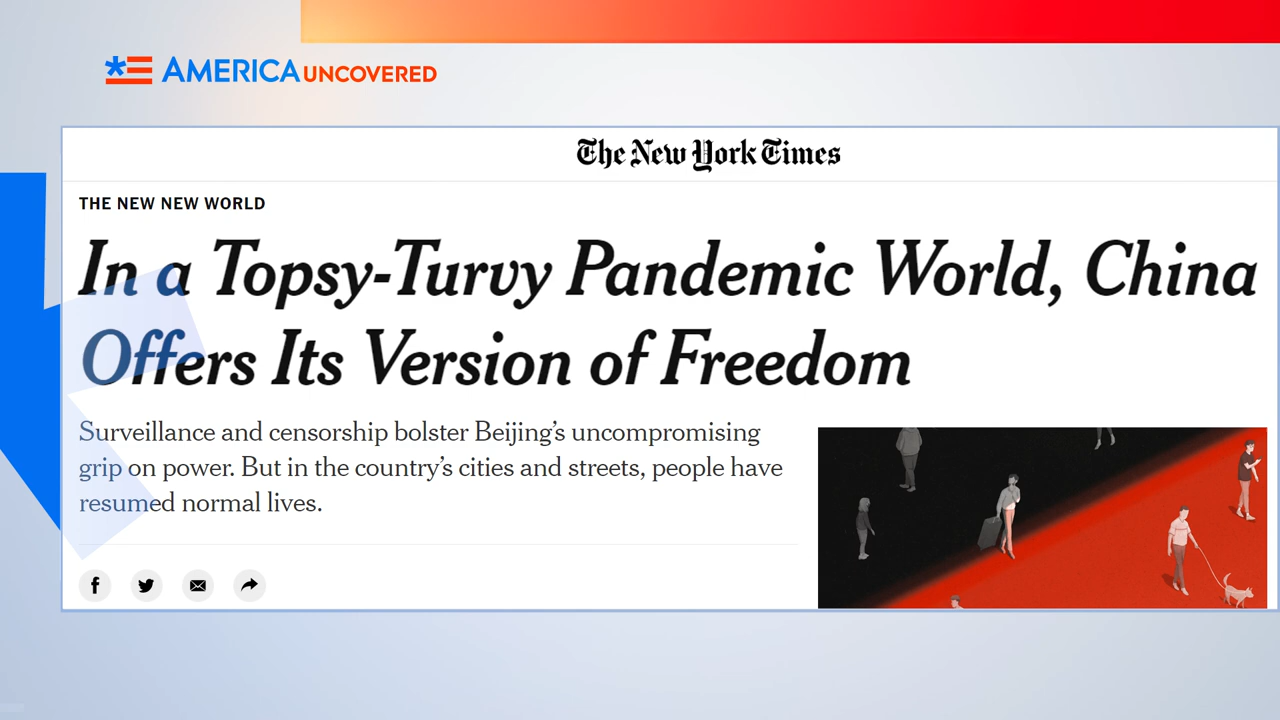 AMERICA UNCOVERED
The New York Times
THE NEW NEW WORLD
In a Topsy-Turvy Pandemic World, China
Offers Its Version of Freedom
Surveillance and censorship bolster Beijing’s uncompromising
grip on power. But in the country’s cities and streets, people have
resumed normal lives.